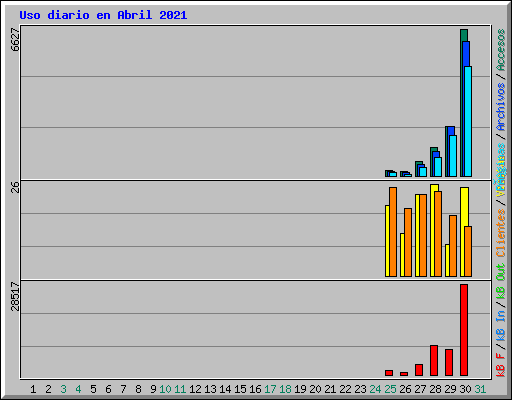 Uso diario en Abril 2021
6627
26
28517
kB F / kB In / kB Out Clientes / Archivos / Accesos
1 2 3 4 5 6 7 8 9 10 11 12 13 14 15 16 17 18 19 20 21 22 23 24 25 26 27 28 29 30 31